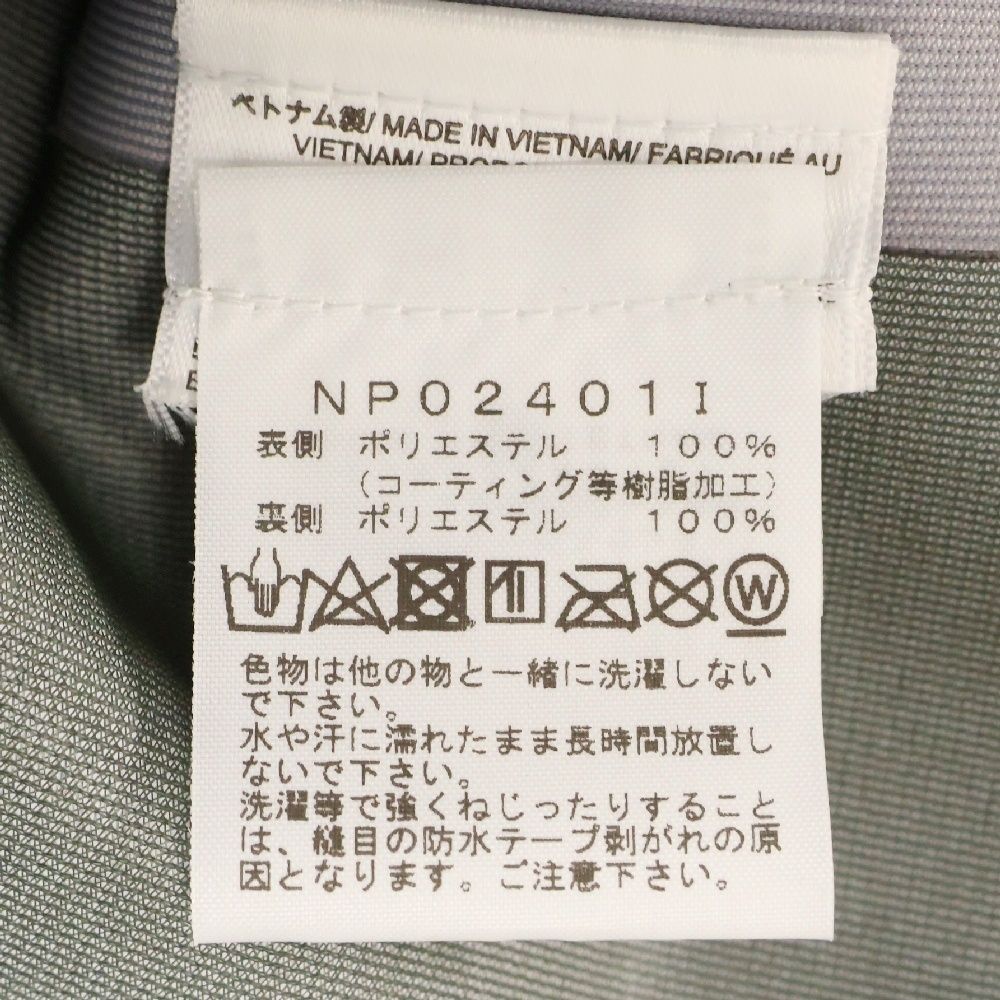 ベトナム製/ MADE IN VIETNAM/ FABRIQUÉ AU
VIETNAM/
NP02401I
表側 ポリエステル 100%
(コーティング等樹脂加工)
裏側 ポリエステル 100%
W
色物は他の物と一緒に洗濯しない
で下さい。
水や汗に濡れたまま長時間放置し
ないで下さい。
洗濯等で強くねじったりすること
は、縫目の防水テープ剥がれの原
因となります。ご注意下さい。